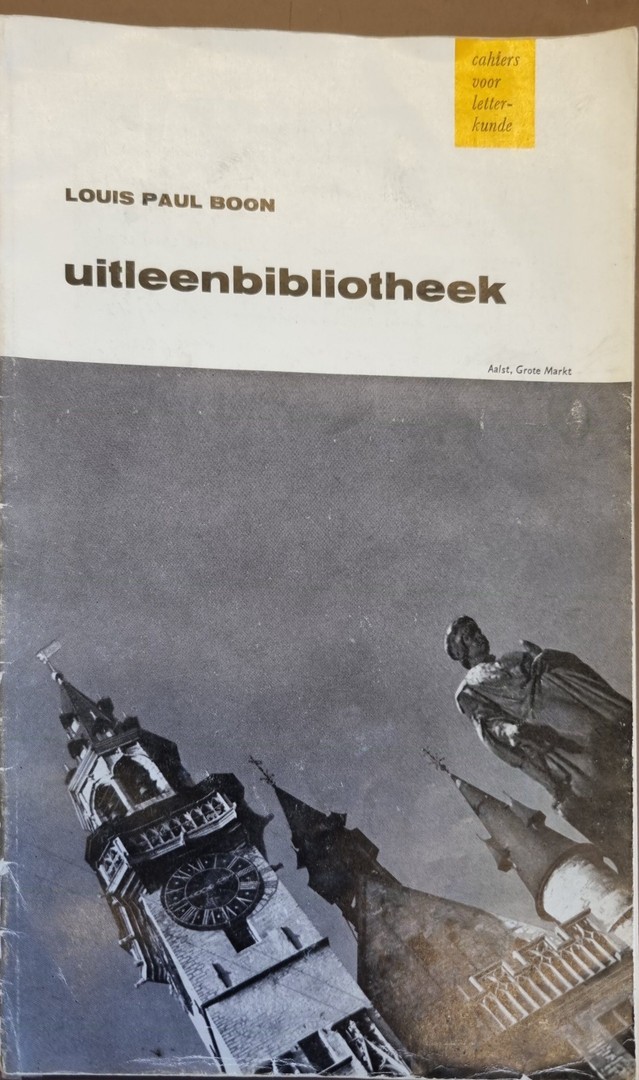 cahiers
voor
letter-
kunde
LOUIS PAUL BOON
uitleenbibliotheek
Aalst, Grote Markt